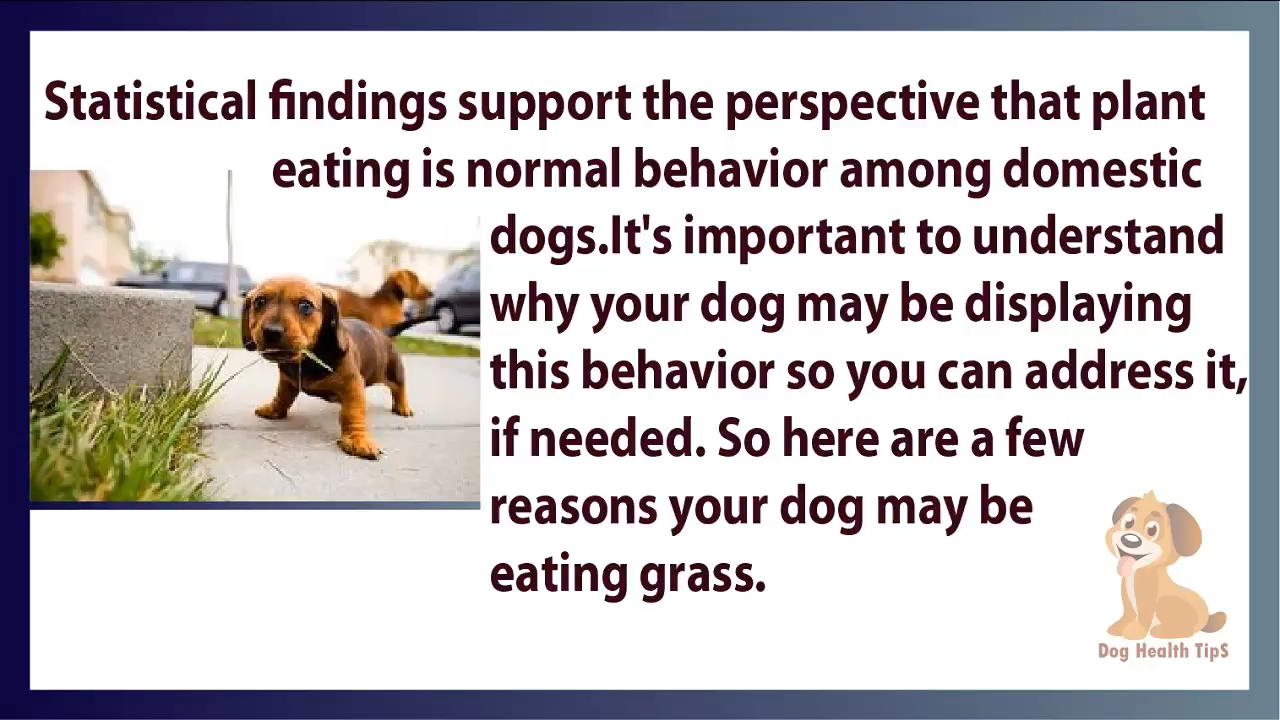 Statistical findings support the perspective that plant
eating is normal behavior among domestic
dogs.It's important to understand
why your dog may be displaying
this behavior so you can address it,
if needed. So here are a few
reasons your dog may be
eating grass.
Dog Health TipS